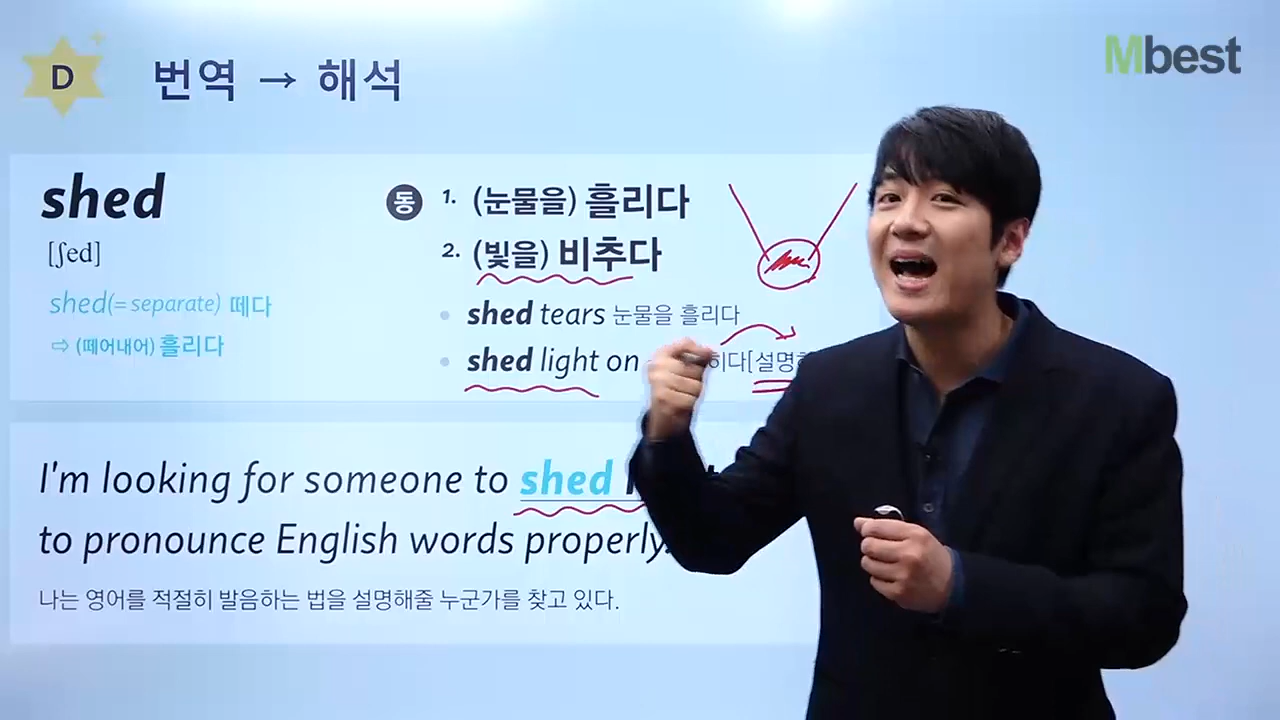 Mbest
D 번역 → 해석
shed
[ʃed]
shed(= separate) 떼다
⇨ (떼어내어) 흘리다
동 1. (눈물을) 흘리다
2. (빛을) 비추다
shed tears 눈물을 흘리다
shed light on
I'm looking for someone to shed
to pronounce English words properly.
나는 영어를 적절히 발음하는 법을 설명해줄 누군가를 찾고 있다.